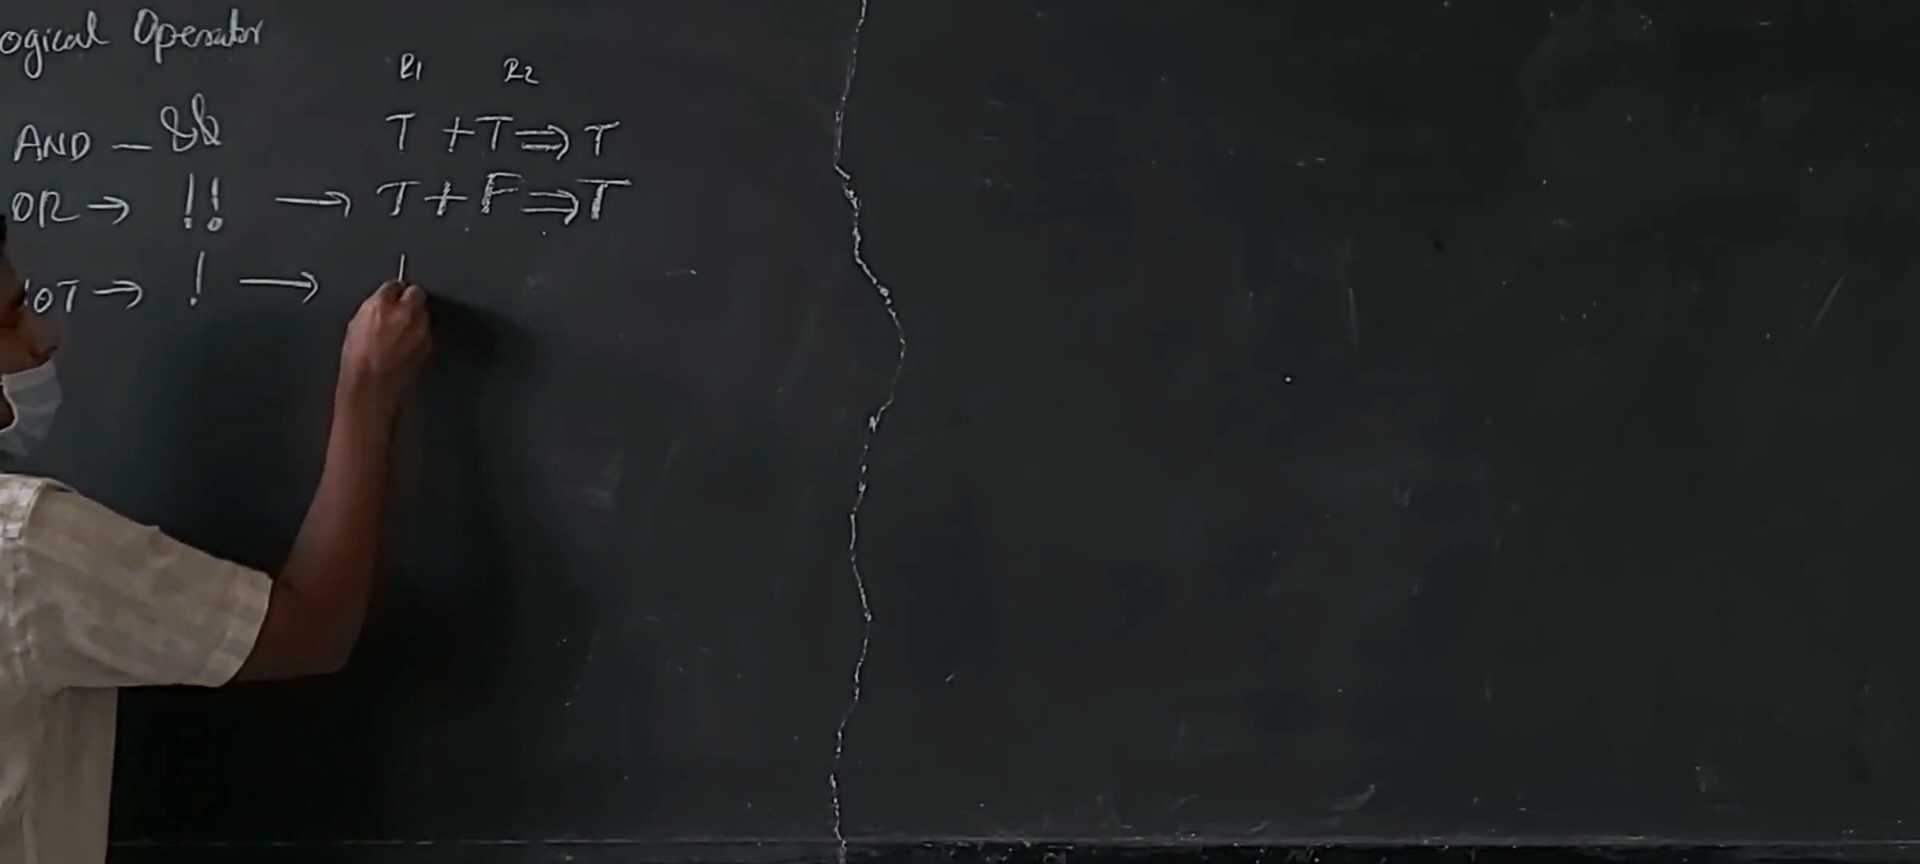 ogical Operator
R1 R2
AND — && T + T ⇒ T
OR → !! → T + F ⇒ T
OT → ! →